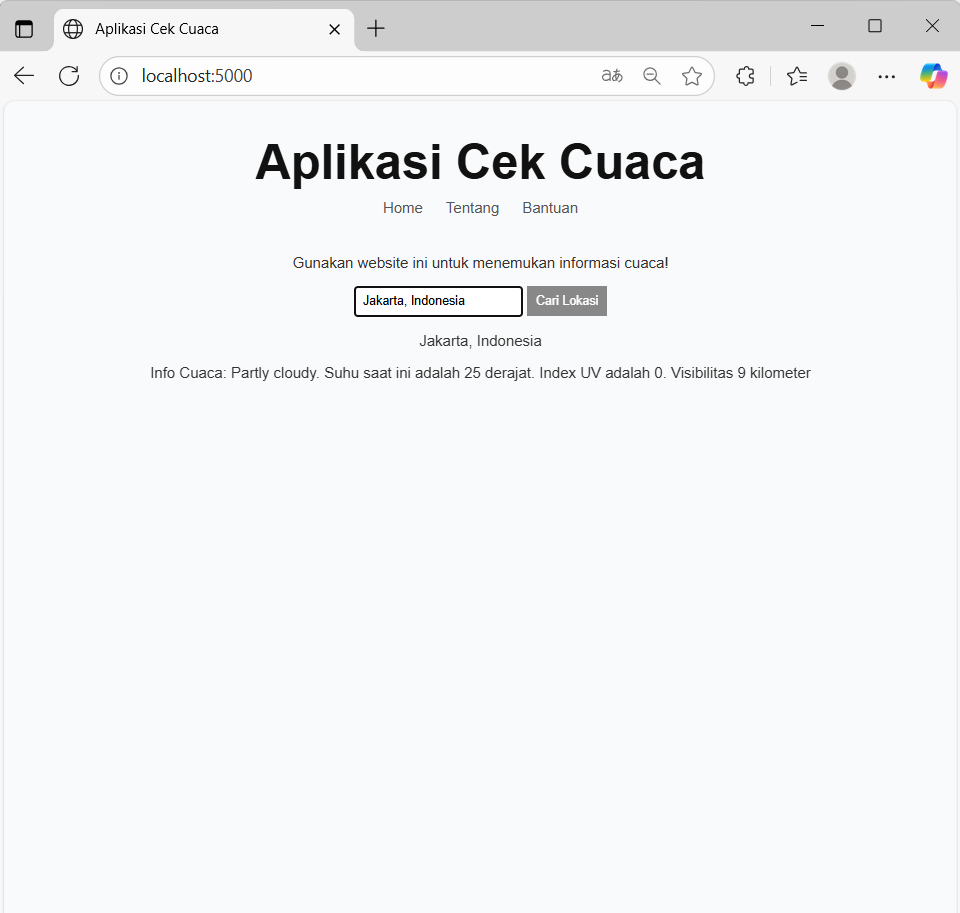 Aplikasi Cek Cuaca
localhost:5000
aあ
Aplikasi Cek Cuaca
Home Tentang Bantuan
Gunakan website ini untuk menemukan informasi cuaca!
Jakarta, Indonesia Cari Lokasi
Jakarta, Indonesia
Info Cuaca: Partly cloudy. Suhu saat ini adalah 25 derajat. Index UV adalah 0. Visibilitas 9 kilometer